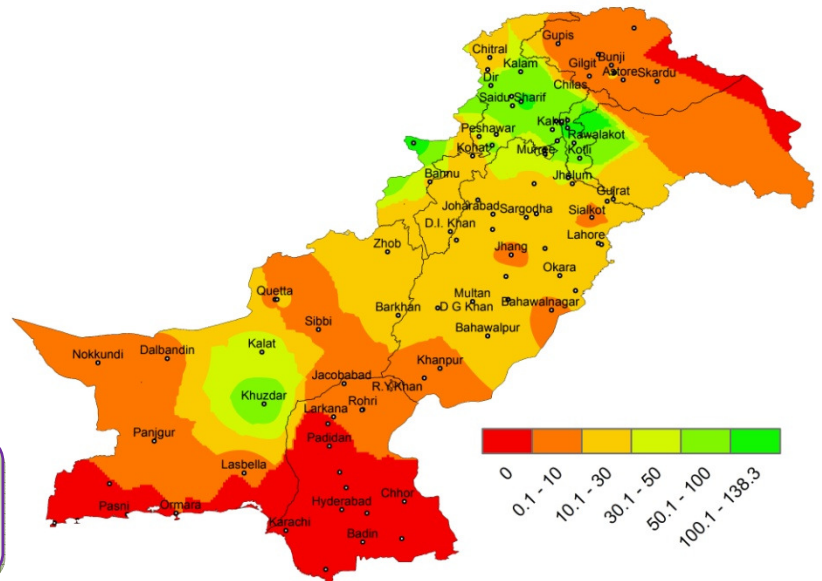 Gupis
Chitral
Bunji
Kalam
Gilgit
Astore
Skardu
Dir
Chilas
Saidu Sharif
Peshawar
Rawalakot
Kohat
Kotli
Bannu
Jhelum
Gujrat
Joharabad
Sargodha
Sialkot
D.I. Khan
Lahore
Zhob
Jhang
Okara
Quetta
Multan
Barkhan
D G Khan
Bahawalnagar
Sibbi
Bahawalpur
Kalat
Nokkundi
Dalbandin
Khanpur
Jacobabad
R.Y.Khan
Khuzdar
Larkana
Rohri
Panjgur
Padidan
Lasbella
Pasni
Ormara
Hyderabad
Chhor
Karachi
Badin
0
0.1 - 10
10.1 - 30
30.1 - 50
50.1 - 100
100.1 - 138.3